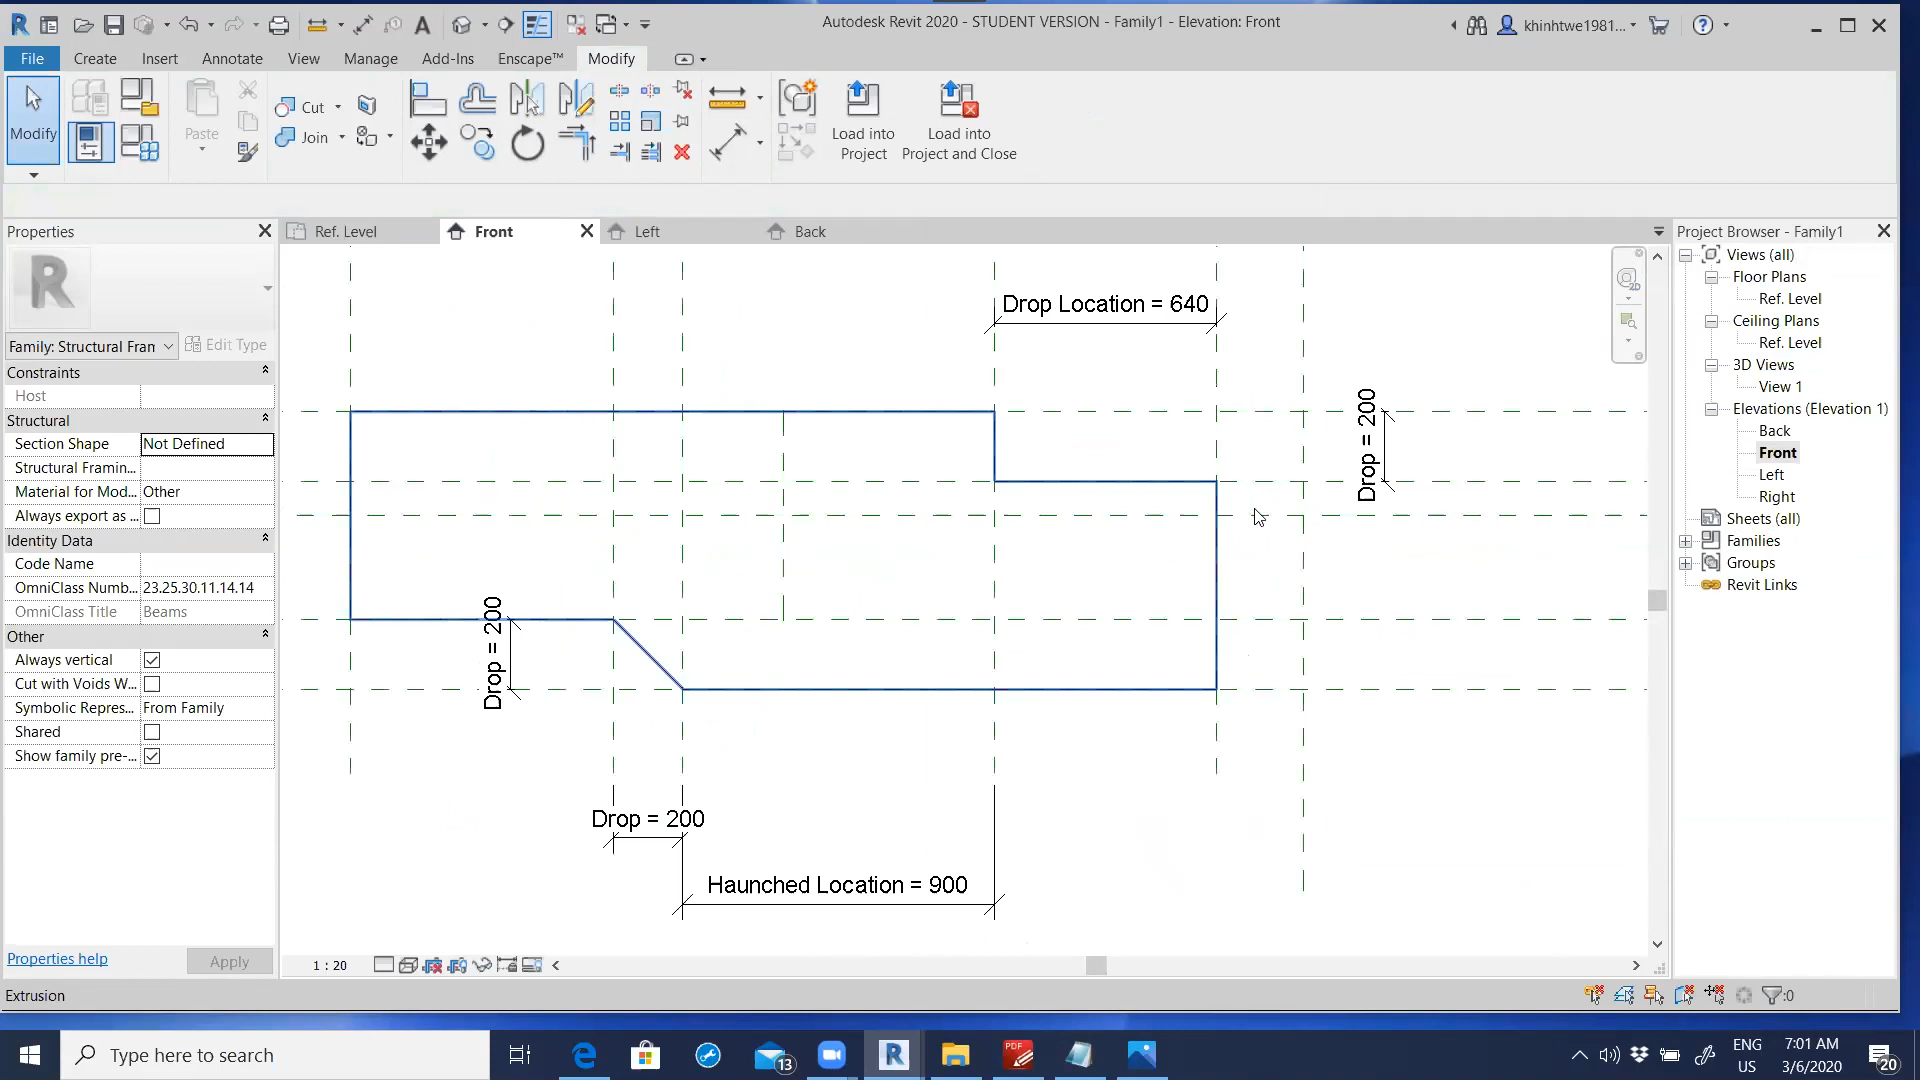 Autodesk Revit 2020 - STUDENT VERSION - Family1 - Elevation: Front
khinhtwe1981...
File Create Insert Annotate View Manage Add-Ins Enscape™ Modify
Modify
Paste
Cut
Join
Load into
Project
Load into
Project and Close
Properties
Ref. Level
Front
Left
Back
Project Browser - Family1
R
Family: Structural Fran
Edit Type
Constraints
Host
Structural
Section Shape Not Defined
Structural Framin...
Material for Mod... Other
Always export as ...
Identity Data
Code Name
OmniClass Numb... 23.25.30.11.14.14
OmniClass Title Beams
Other
Always vertical
Cut with Voids W...
Symbolic Repres... From Family
Shared
Show family pre-...
Properties help
Apply
Drop Location = 640
Drop = 200
Drop = 200
Drop = 200
Haunched Location = 900
2D
Views (all)
Floor Plans
Ref. Level
Ceiling Plans
Ref. Level
3D Views
View 1
Elevations (Elevation 1)
Back
Front
Left
Right
Sheets (all)
Families
Groups
Revit Links
1 : 20
Extrusion
:0
Type here to search
13
R
PDF
ENG
US
7:01 AM
3/6/2020
20